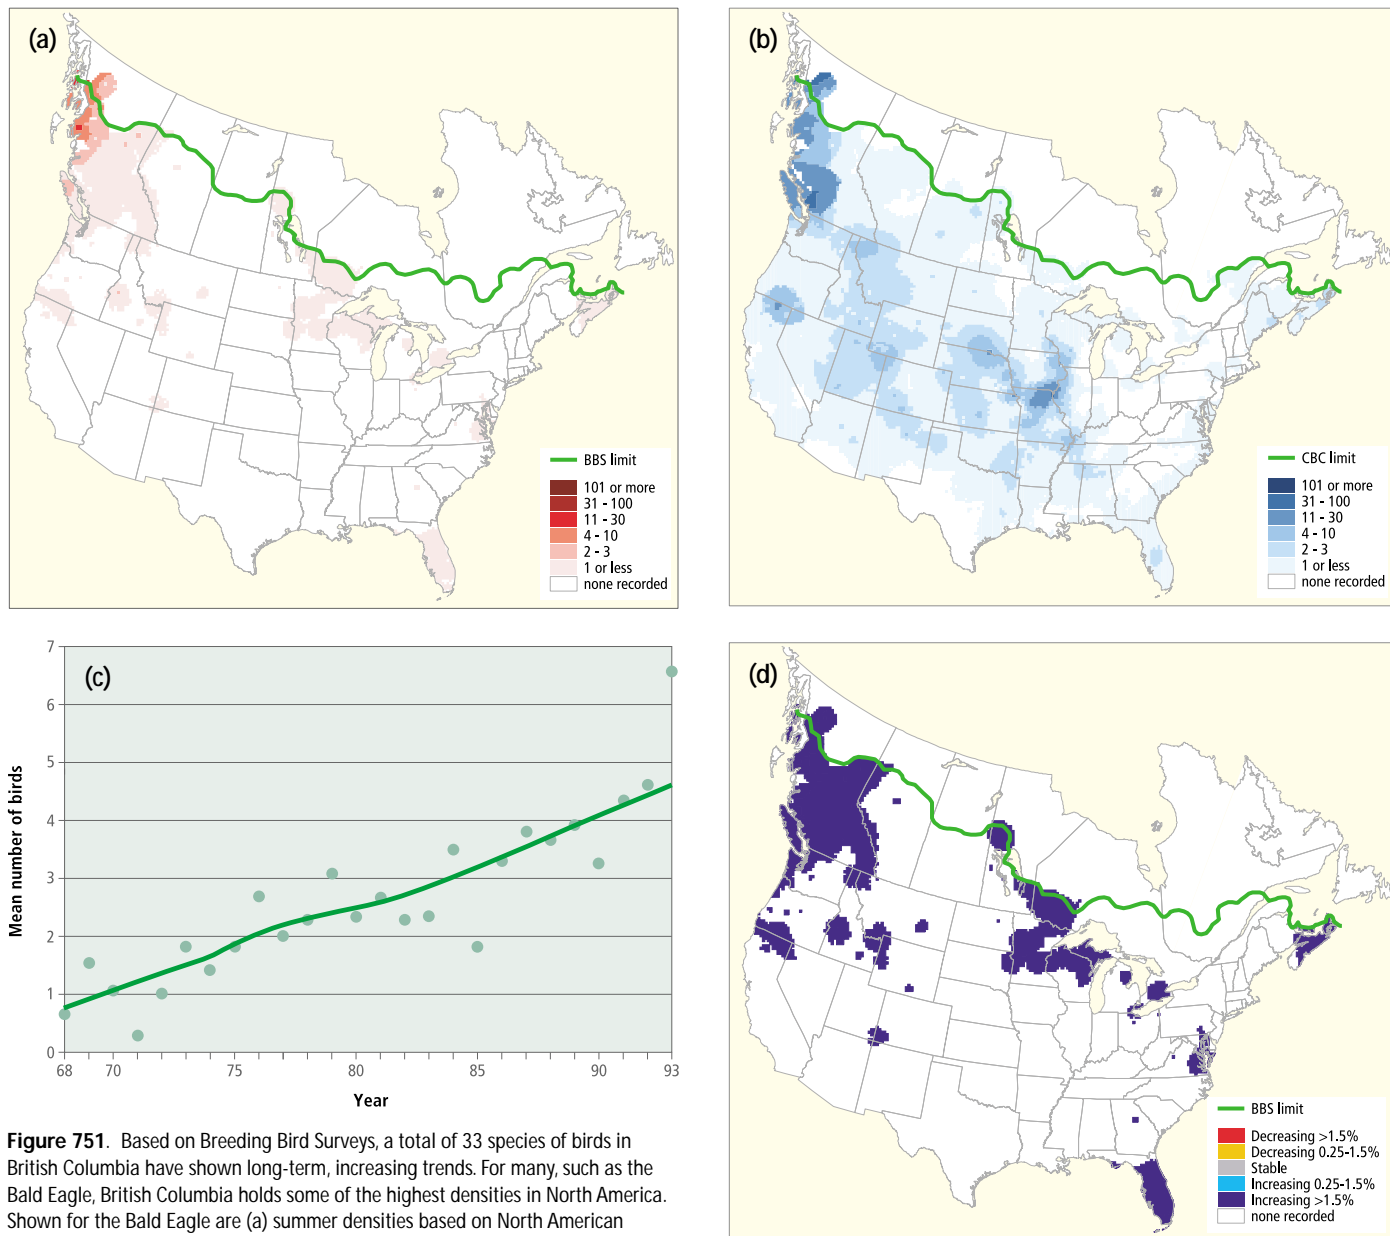 (a)
BBS limit
101 or more
31 - 100
11 - 30
4 - 10
2 - 3
1 or less
none recorded
(b)
CBC limit
101 or more
31 - 100
11 - 30
4 - 10
2 - 3
1 or less
none recorded
(c)
Mean number of birds
7
6
5
4
3
2
1
0
68 70 75 80 85 90 93
Year
(d)
BBS limit
Decreasing >1.5%
Decreasing 0.25-1.5%
Stable
Increasing 0.25-1.5%
Increasing >1.5%
none recorded
Figure 751. Based on Breeding Bird Surveys, a total of 33 species of birds in
British Columbia have shown long-term, increasing trends. For many, such as the
Bald Eagle, British Columbia holds some of the highest densities in North America.
Shown for the Bald Eagle are (a) summer densities based on North American